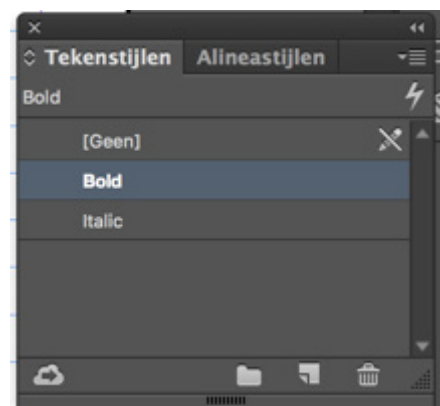 Tekenstijlen Alineastijlen
Bold
[Geen]
Bold
Italic